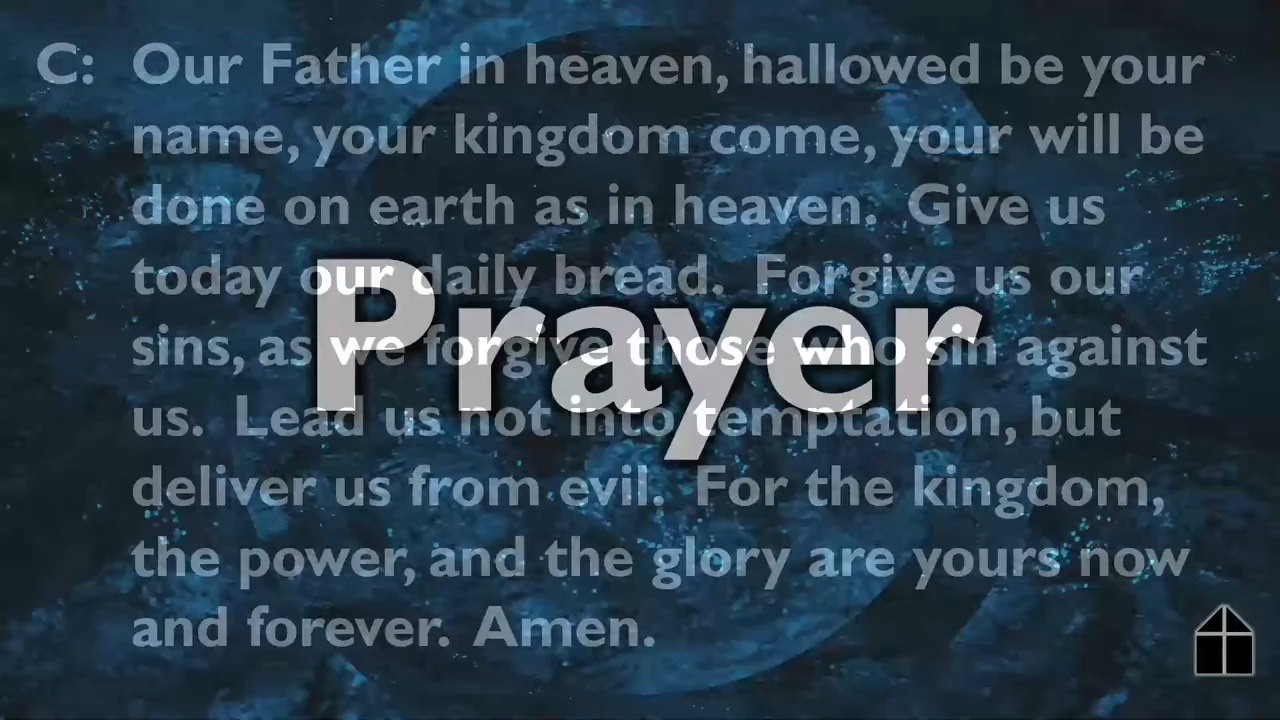 C: Our Father in heaven, hallowed be your
name, your kingdom come, your will be
done on earth as in heaven. Give us
today our daily bread. Forgive us our
Prayer
sins, as we forgive those who sin against
us. Lead us not into temptation, but
deliver us from evil. For the kingdom,
the power, and the glory are yours now
and forever. Amen.